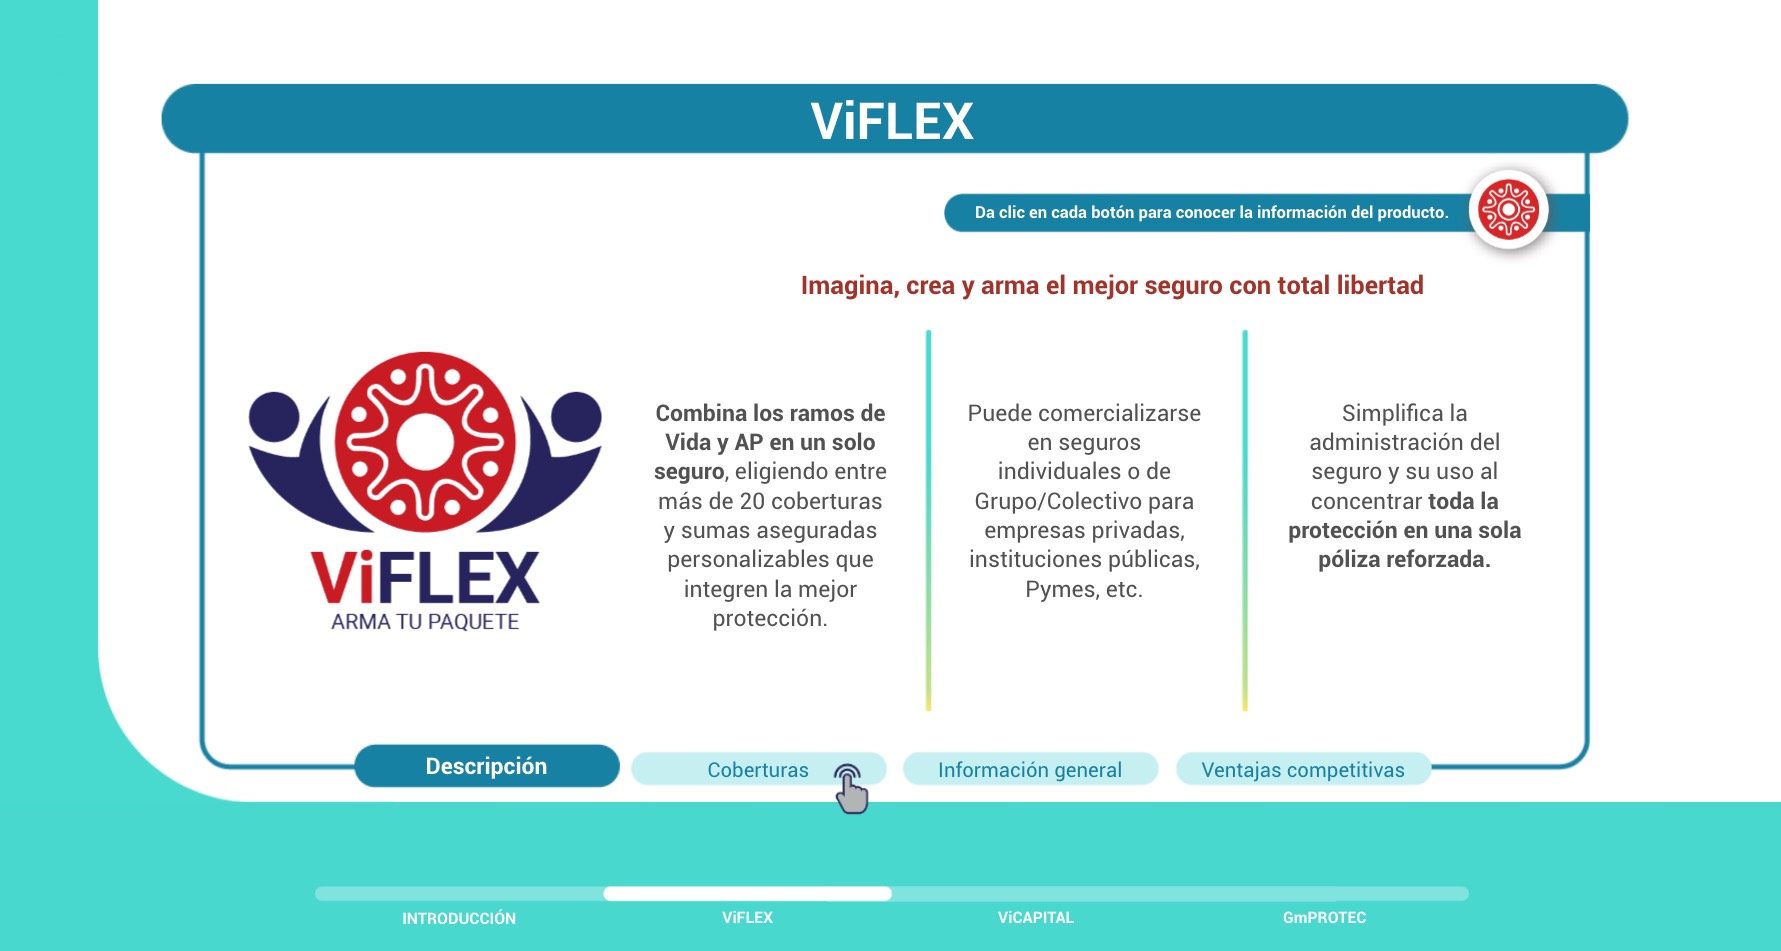 ViFLEX
Da clic en cada botón para conocer la información del producto.
Imagina, crea y arma el mejor seguro con total libertad
ViFLEX
ARMA TU PAQUETE
Combina los ramos de
Vida y AP en un solo
seguro, eligiendo entre
más de 20 coberturas
y sumas aseguradas
personalizables que
integren la mejor
protección.
Puede comercializarse
en seguros
individuales o de
Grupo/Colectivo para
empresas privadas,
instituciones públicas,
Pymes, etc.
Simplifica la
administración del
seguro y su uso al
concentrar toda la
protección en una sola
póliza reforzada.
Descripción
Coberturas
Información general
Ventajas competitivas
INTRODUCCIÓN
ViFLEX
ViCAPITAL
GmPROTEC